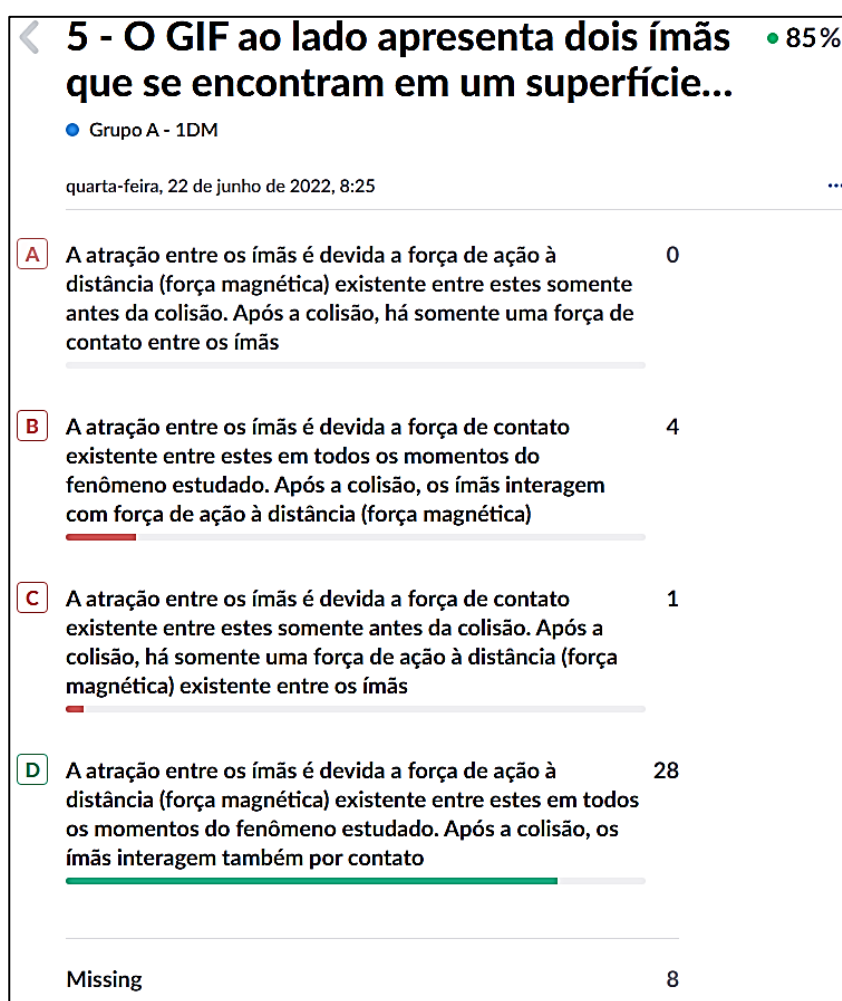 5 - O GIF ao lado apresenta dois ímãs
85%
que se encontram em um superfície...
Grupo A - 1DM
quarta-feira, 22 de junho de 2022, 8:25
...
A
A atração entre os ímãs é devida a força de ação à
0
distância (força magnética) existente entre estes somente
antes da colisão. Após a colisão, há somente uma força de
contato entre os ímãs
B
A atração entre os ímãs é devida a força de contato
4
existente entre estes em todos os momentos do
fenômeno estudado. Após a colisão, os ímãs interagem
com força de ação à distância (força magnética)
C
A atração entre os ímãs é devida a força de contato
1
existente entre estes somente antes da colisão. Após a
colisão, há somente uma força de ação à distância (força
magnética) existente entre os ímãs
D
A atração entre os ímãs é devida a força de ação à
28
distância (força magnética) existente entre estes em todos
os momentos do fenômeno estudado. Após a colisão, os
ímãs interagem também por contato
Missing
8